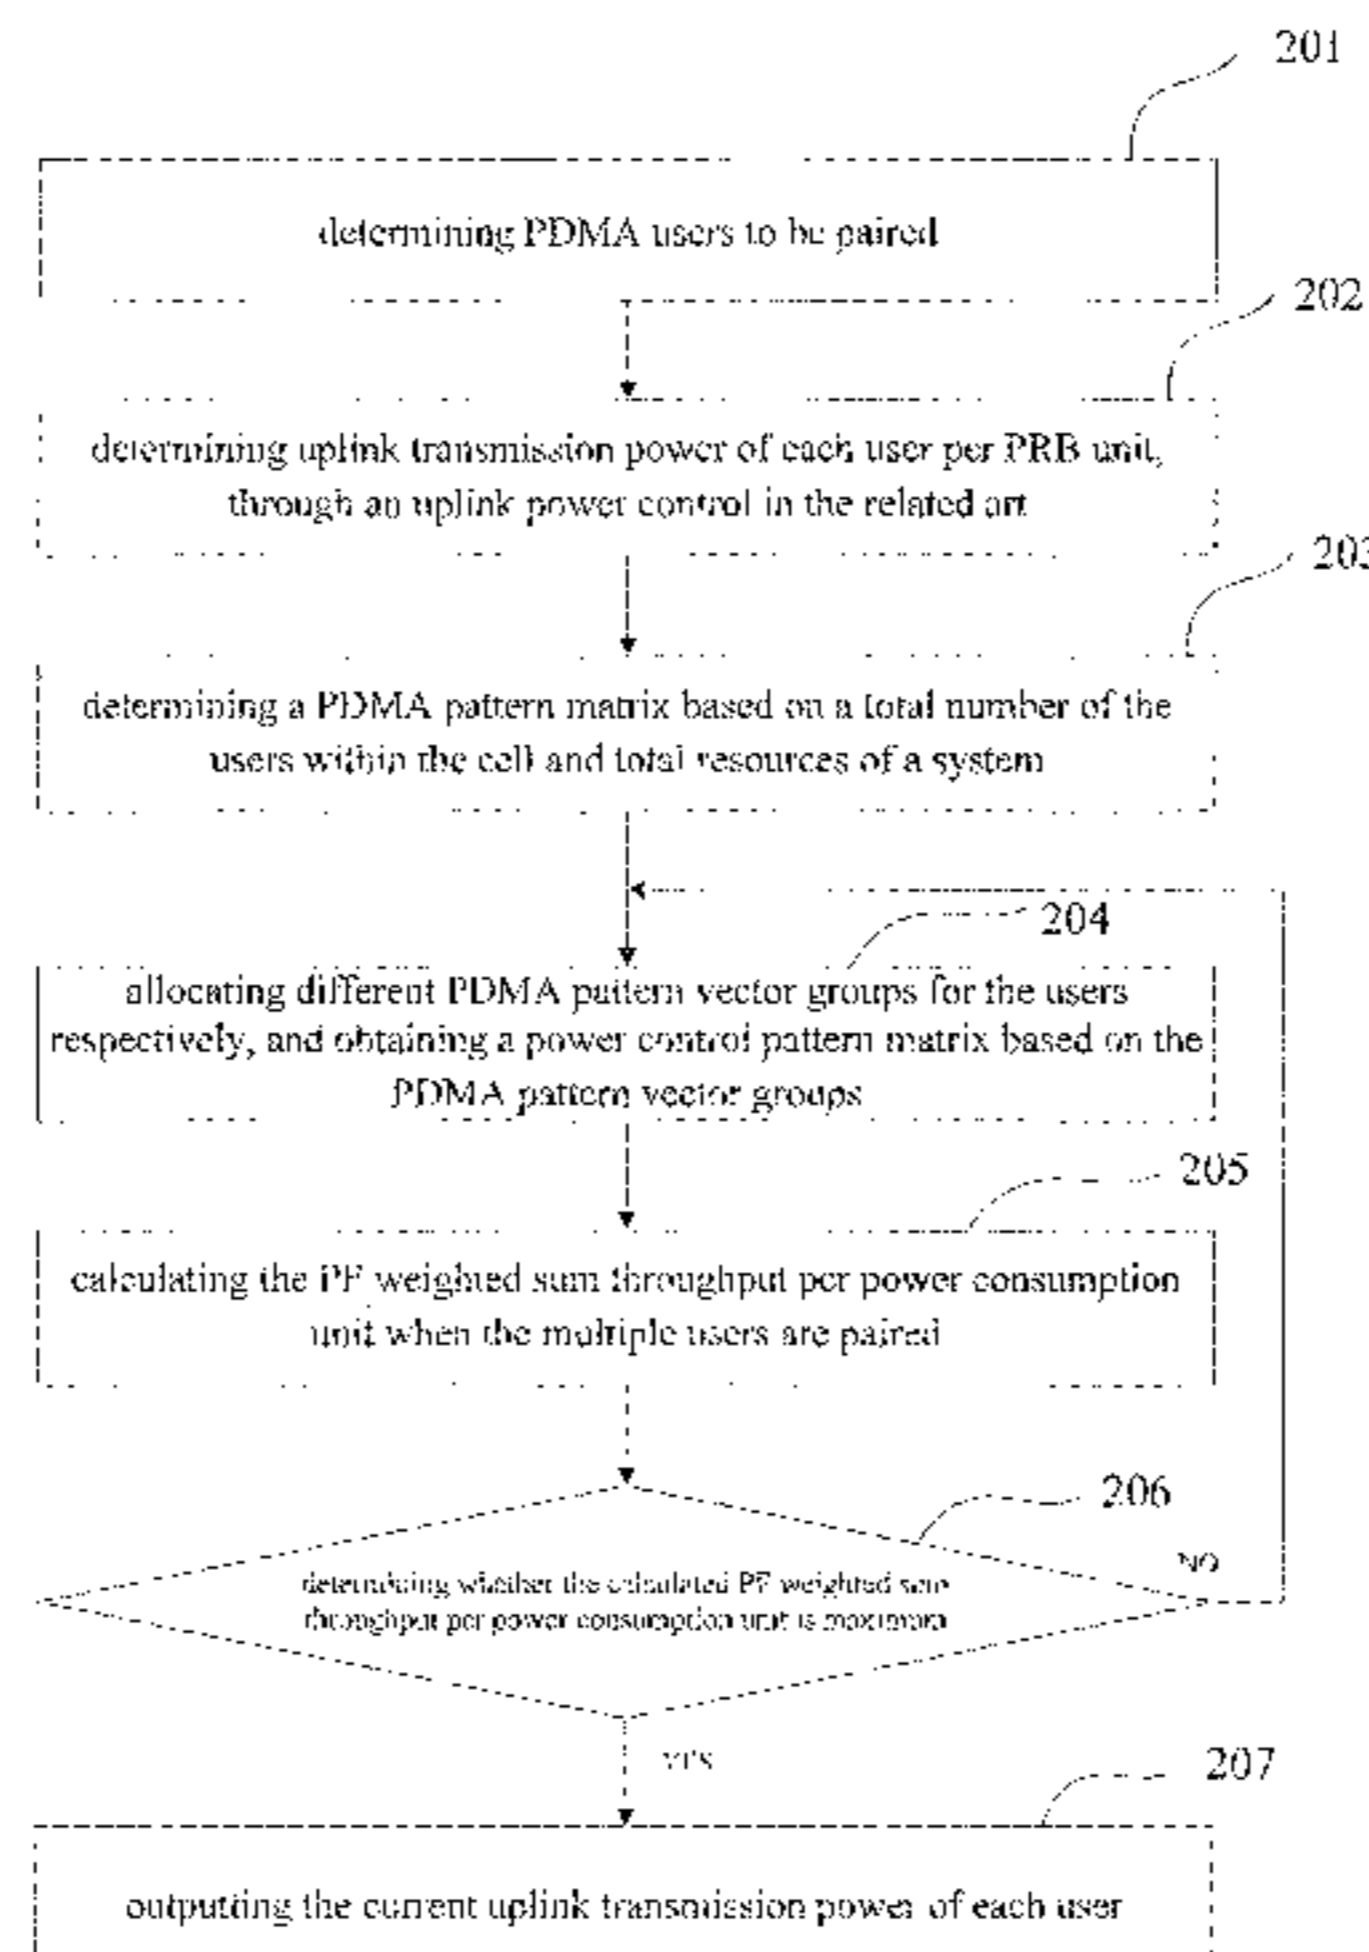 201
determining PDMA users to be paired
202
determining uplink transmission power of each user per PRB unit,
through an uplink power control in the related art
203
determining a PDMA pattern matrix based on a total number of the
users within the cell and total resources of a system
204
allocating different PDMA pattern vector groups for the users
respectively, and obtaining a power control pattern matrix based on the
PDMA pattern vector groups
205
calculating the PF weighted sum throughput per power consumption
unit when the multiple users are paired
206
NO
determining whether the calculated PF weighted sum
throughput per power consumption unit is maximum
YES
207
outputting the current uplink transmission power of each user